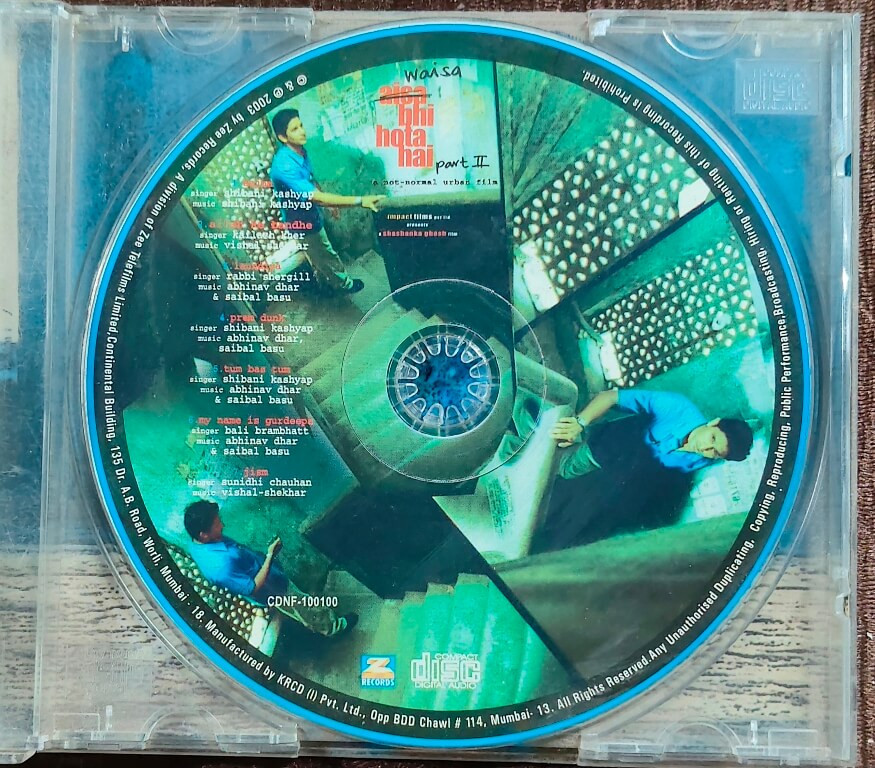 waisa
aisa
bhi
hota
hai
part II
a not-normal urban film
impact films pvt ltd
presents
a shashanka ghosh film
singer shibani kashyap
music shibani kashyap
singer kailash kher
music vishal-shekhar
singer rabbi shergill
music abhinav dhar
& saibal basu
4.prem dunk
singer shibani kashyap
music abhinav dhar,
saibal basu
5.tum bas tum
singer shibani kashyap
music abhinav dhar
& saibal basu
my name is gurdeep
singer bali brambhatt
music abhinav dhar
& saibal basu
jism
singer sunidhi chauhan
music vishal-shekhar
CDNF-100100
Z
RECORDS
COMPACT
disc
DIGITAL AUDIO
© & ℗ 2003 by Zee Records, A division of Zee Telefilms Limited, Continental Building, 135 Dr. A.B. Road, Worli, Mumbai - 18. Manufactured by KRCD (I) Pvt. Ltd., Opp BDD Chawl # 114, Mumbai- 13. All Rights Reserved.Any Unauthorised Duplicating, Copying, Reproducing, Public Performance,Broadcasting, Hiring or Renting of this Recording is Prohibited.
disc
DIGITAL AUDIO